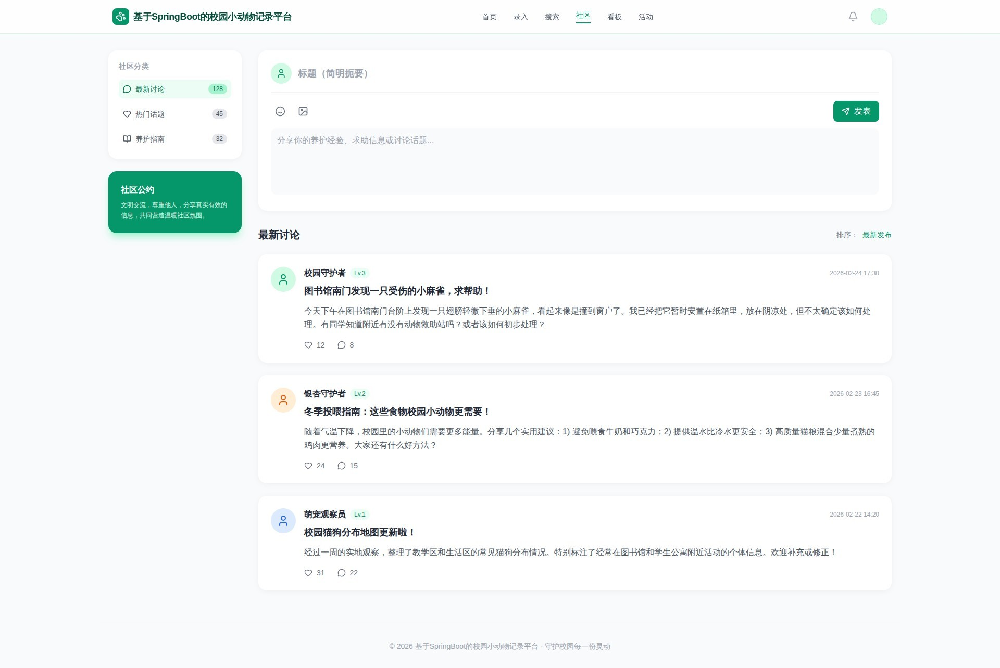 基于SpringBoot的校园小动物记录平台
首页
录入
搜索
社区
看板
活动
社区分类
最新讨论
128
热门话题
45
养护指南
32
社区公约
文明交流，尊重他人，分享真实有效的
信息，共同营造温暖社区氛围。
标题（简明扼要）
发表
分享你的养护经验、求助信息或讨论话题...
最新讨论
排序： 最新发布
校园守护者 Lv.3
2026-02-24 17:30
图书馆南门发现一只受伤的小麻雀，求帮助！
今天下午在图书馆南门台阶上发现一只翅膀轻微下垂的小麻雀，看起来像是撞到窗户了。我已经把它暂时安置在纸箱里，放在阴凉处，但不太确定该如何处
理。有同学知道附近有没有动物救助站吗？或者该如何初步处理？
12
8
银杏守护者 Lv.2
2026-02-23 16:45
冬季投喂指南：这些食物校园小动物更需要！
随着气温下降，校园里的小动物们需要更多能量。分享几个实用建议：1) 避免喂食牛奶和巧克力；2) 提供温水比冷水更安全；3) 高质量猫粮混合少量煮熟的
鸡肉更营养。大家还有什么好方法？
24
15
萌宠观察员 Lv.1
2026-02-22 14:20
校园猫狗分布地图更新啦！
经过一周的实地观察，整理了教学区和生活区的常见猫狗分布情况。特别标注了经常在图书馆和学生公寓附近活动的个体信息。欢迎补充或修正！
31
22
© 2026 基于SpringBoot的校园小动物记录平台 · 守护校园每一份灵动